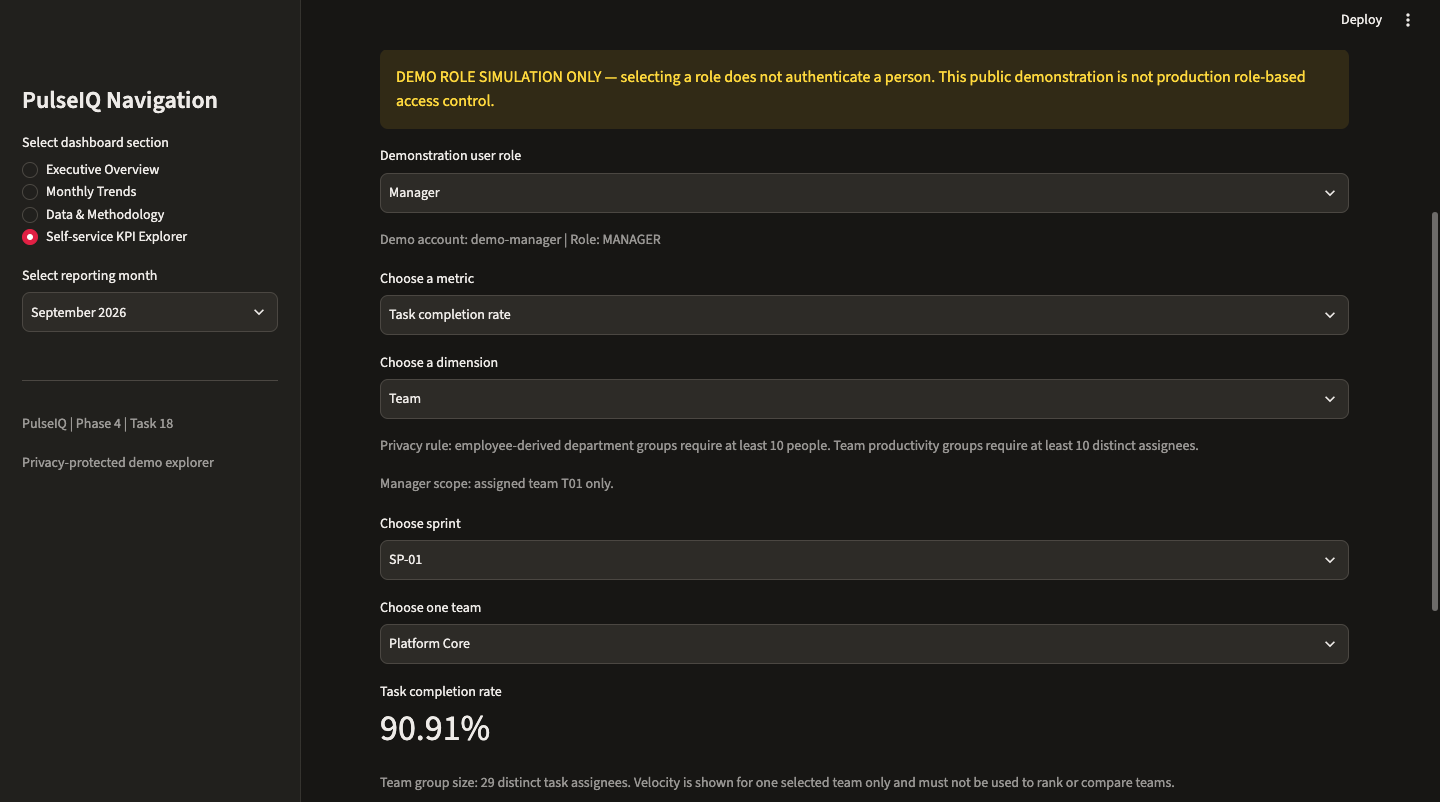 Deploy
PulseIQ Navigation
Select dashboard section
Executive Overview
Monthly Trends
Data & Methodology
Self-service KPI Explorer
Select reporting month
September 2026
PulseIQ | Phase 4 | Task 18
Privacy-protected demo explorer
DEMO ROLE SIMULATION ONLY — selecting a role does not authenticate a person. This public demonstration is not production role-based
access control.
Demonstration user role
Manager
Demo account: demo-manager | Role: MANAGER
Choose a metric
Task completion rate
Choose a dimension
Team
Privacy rule: employee-derived department groups require at least 10 people. Team productivity groups require at least 10 distinct assignees.
Manager scope: assigned team T01 only.
Choose sprint
SP-01
Choose one team
Platform Core
Task completion rate
90.91%
Team group size: 29 distinct task assignees. Velocity is shown for one selected team only and must not be used to rank or compare teams.